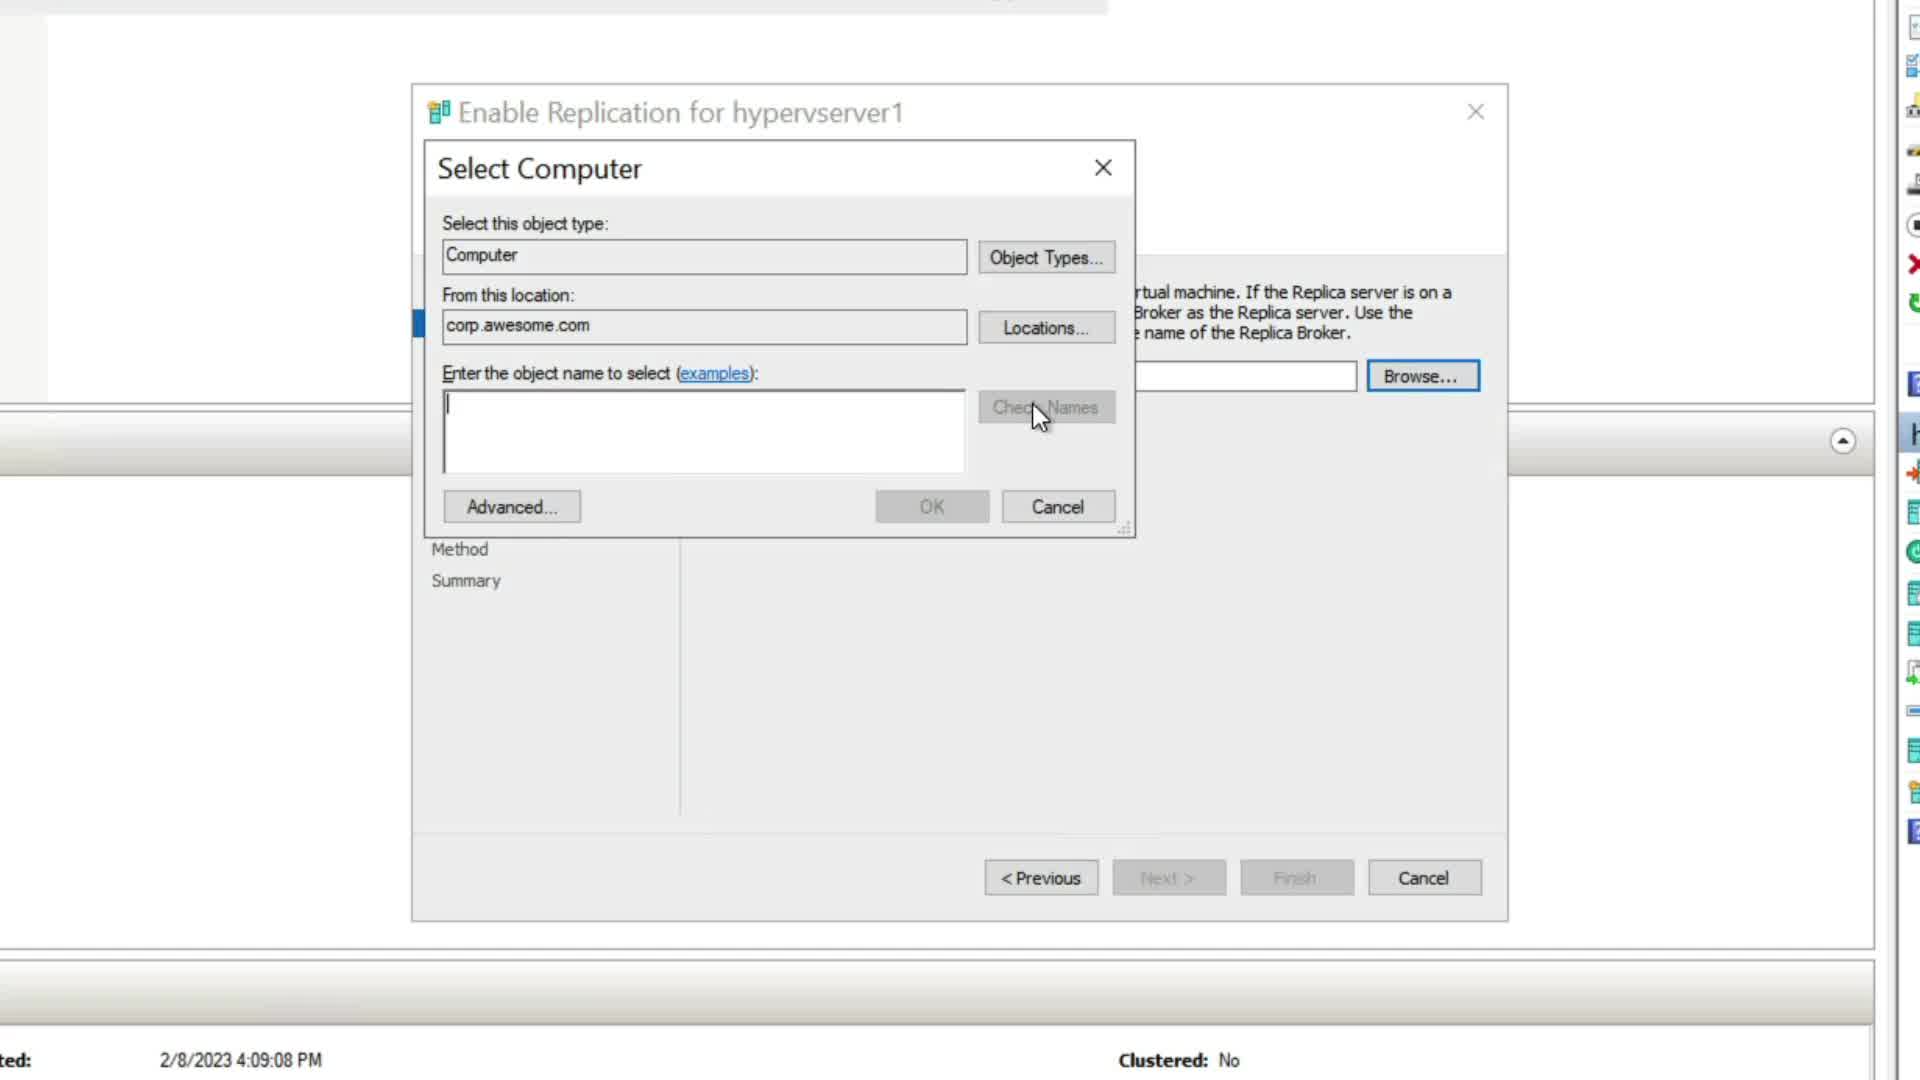 Enable Replication for hypervserver1
Select Computer
Select this object type:
Computer
Object Types...
From this location:
corp.awesome.com
Locations...
rtual machine. If the Replica server is on a
Broker as the Replica server. Use the
name of the Replica Broker.
Enter the object name to select (examples):
Browse...
Check Names
Advanced...
OK
Cancel
Method
Summary
< Previous
Next >
Finish
Cancel
ted:
2/8/2023 4:09:08 PM
Clustered: No